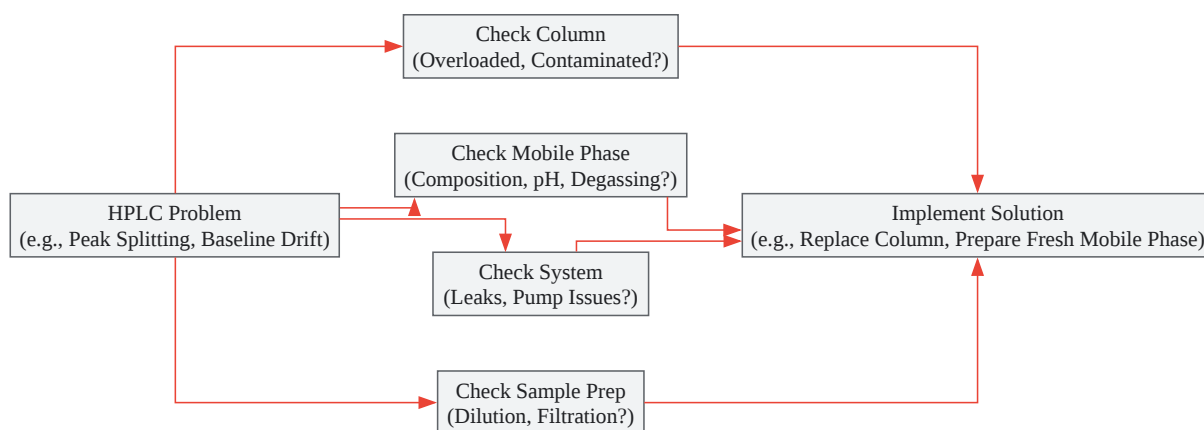 Check Column
(Overloaded, Contaminated?)
Check Mobile Phase
(Composition, pH, Degassing?)
HPLC Problem
(e.g., Peak Splitting, Baseline Drift)
Implement Solution
(e.g., Replace Column, Prepare Fresh Mobile Phase)
Check System
(Leaks, Pump Issues?)
Check Sample Prep
(Dilution, Filtration?)